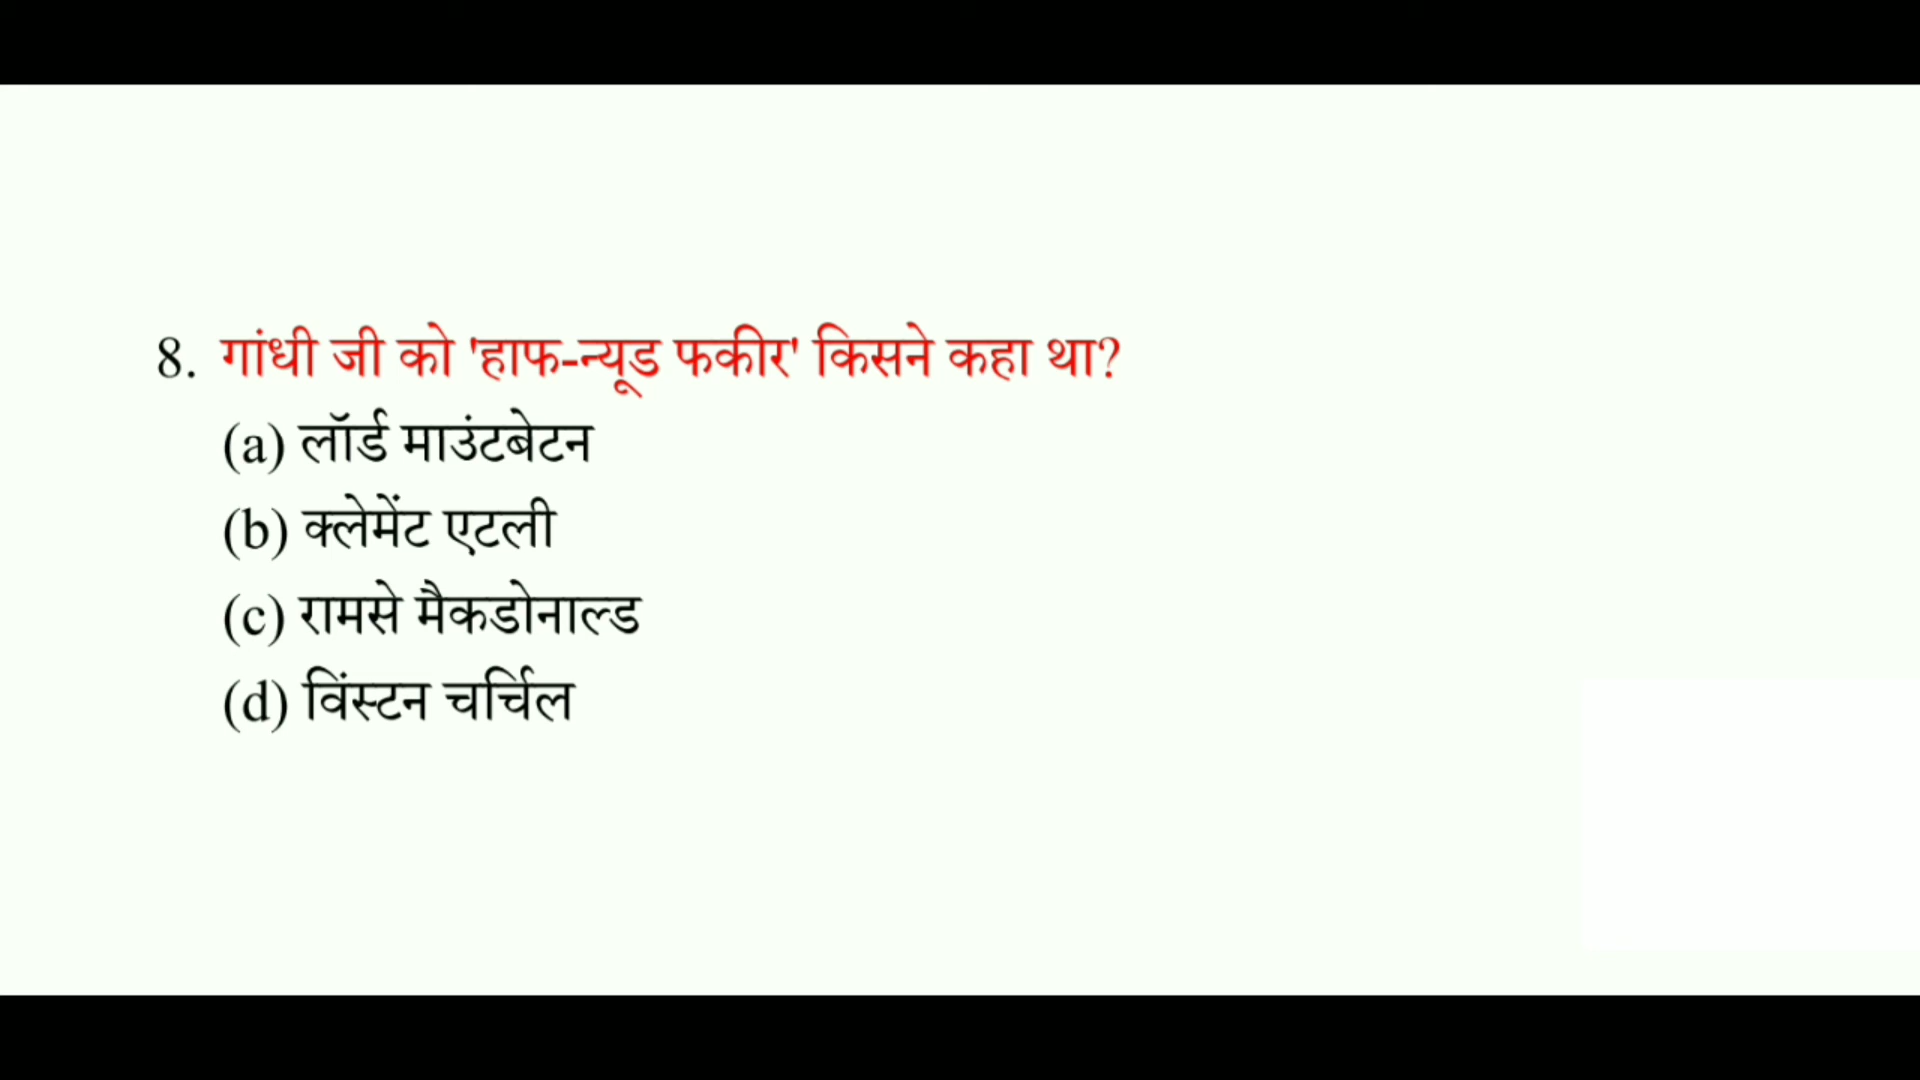 8. गांधी जी को 'हाफ-न्यूड फकीर' किसने कहा था?
(a) लॉर्ड माउंटबेटन
(b) क्लेमेंट एटली
(c) रामसे मैकडोनाल्ड
(d) विंस्टन चर्चिल